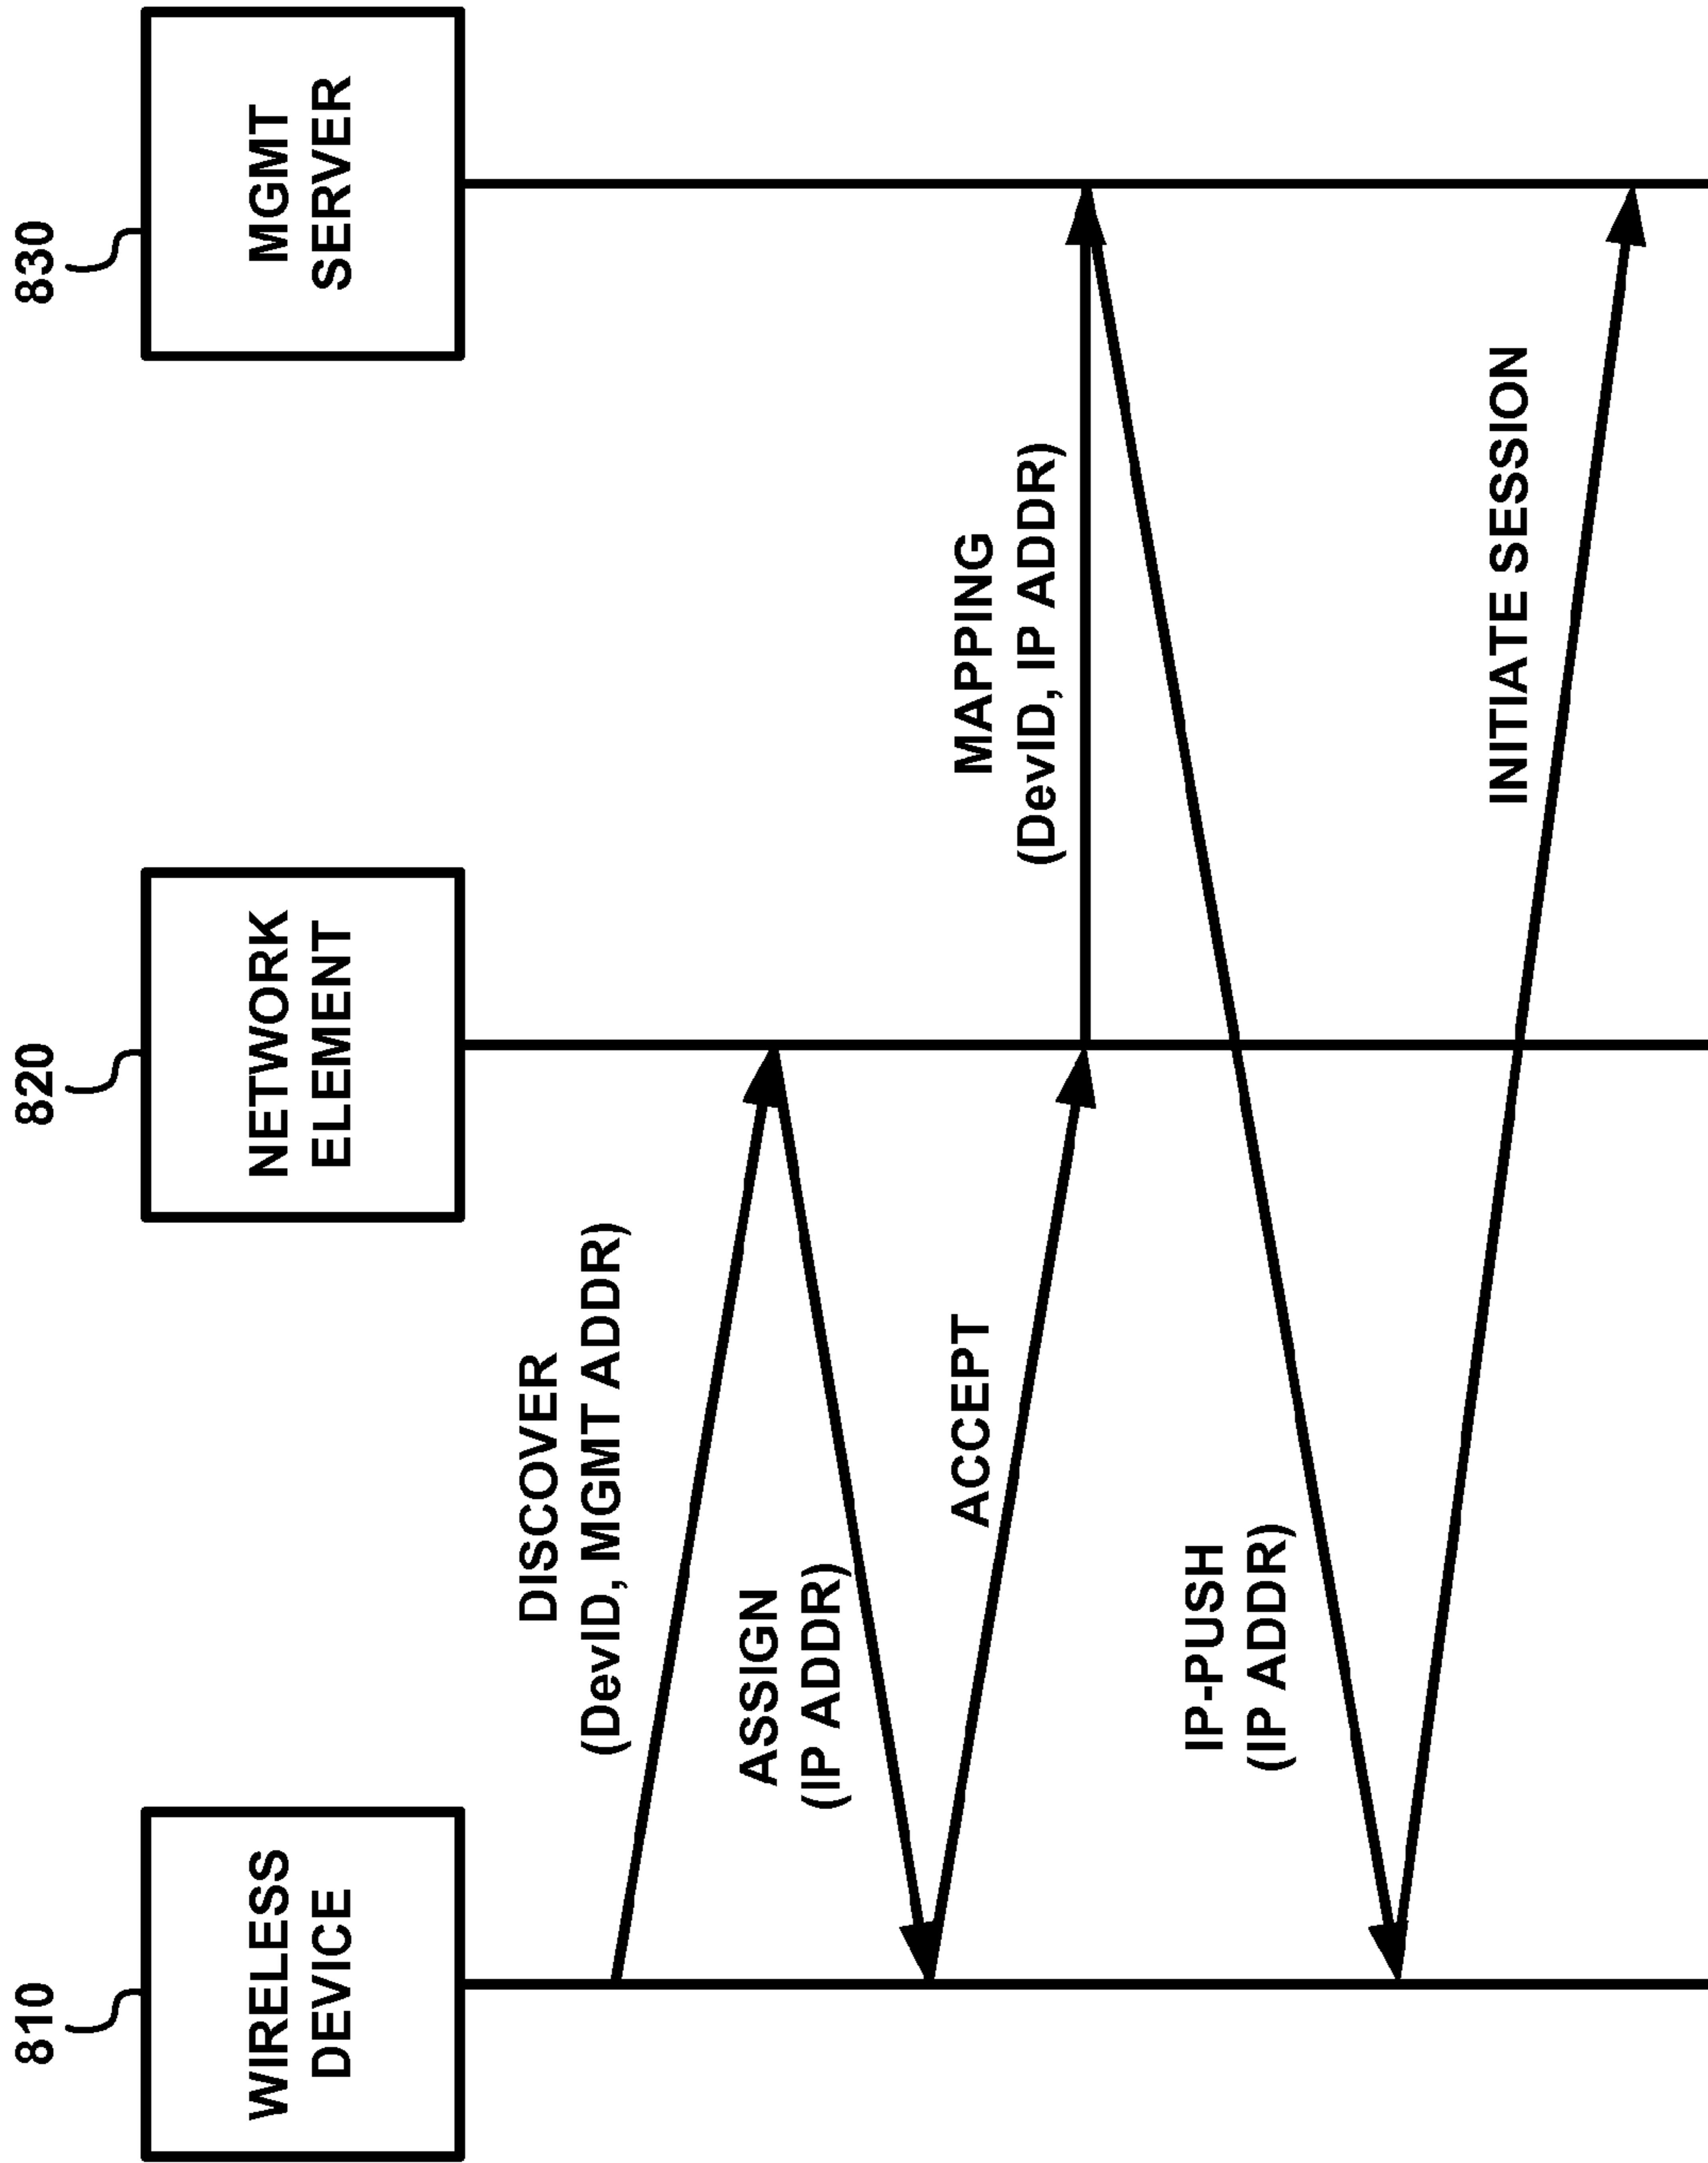 810
820
830
WIRELESS
DEVICE
NETWORK
ELEMENT
MGMT
SERVER
DISCOVER
(DevID, MGMT ADDR)
ASSIGN
(IP ADDR)
ACCEPT
MAPPING
(DevID, IP ADDR)
IP-PUSH
(IP ADDR)
INITIATE SESSION